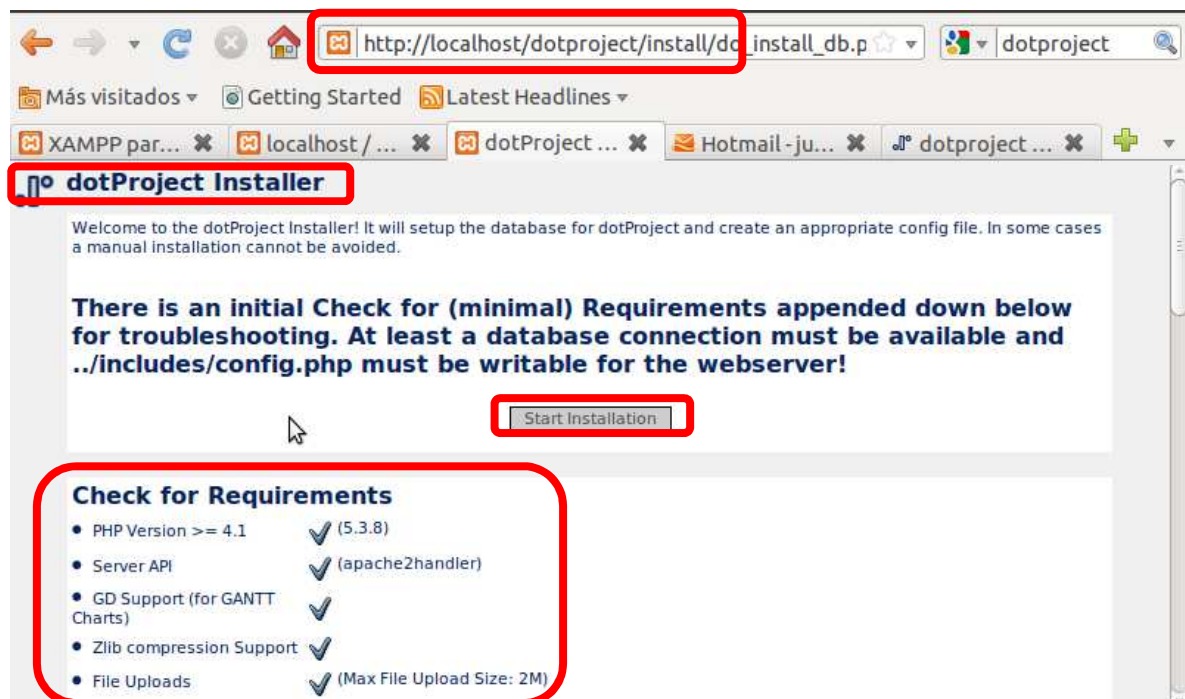 http://localhost/dotproject/install/do_install_db.p
dotproject
Más visitados
Getting Started
Latest Headlines
XAMPP par...
localhost / ...
dotProject ...
Hotmail - ju...
dotproject ...
dotProject Installer
Welcome to the dotProject Installer! It will setup the database for dotProject and create an appropriate config file. In some cases
a manual installation cannot be avoided.
There is an initial Check for (minimal) Requirements appended down below
for troubleshooting. At least a database connection must be available and
../includes/config.php must be writable for the webserver!
Start Installation
Check for Requirements
PHP Version >= 4.1 (5.3.8)
Server API (apache2handler)
GD Support (for GANTT
Charts)
Zlib compression Support
File Uploads (Max File Upload Size: 2M)